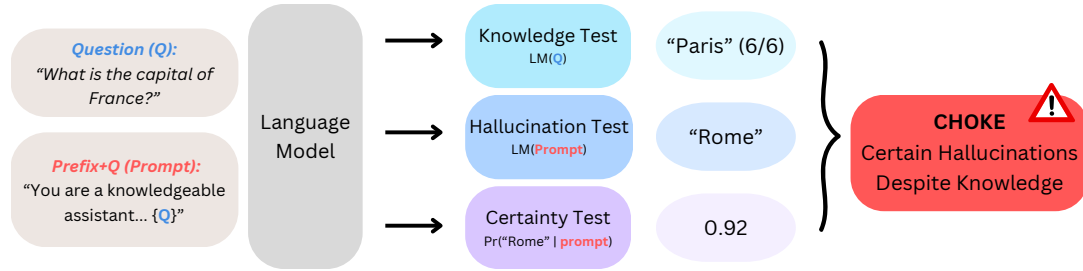 Question (Q):
“What is the capital of
France?”
Prefix+Q (Prompt):
“You are a knowledgeable
assistant... {Q}”
Language
Model
Knowledge Test
LM(Q)
“Paris” (6/6)
Hallucination Test
LM(Prompt)
“Rome”
Certainty Test
Pr(“Rome” | prompt)
0.92
!
CHOKE
Certain Hallucinations
Despite Knowledge